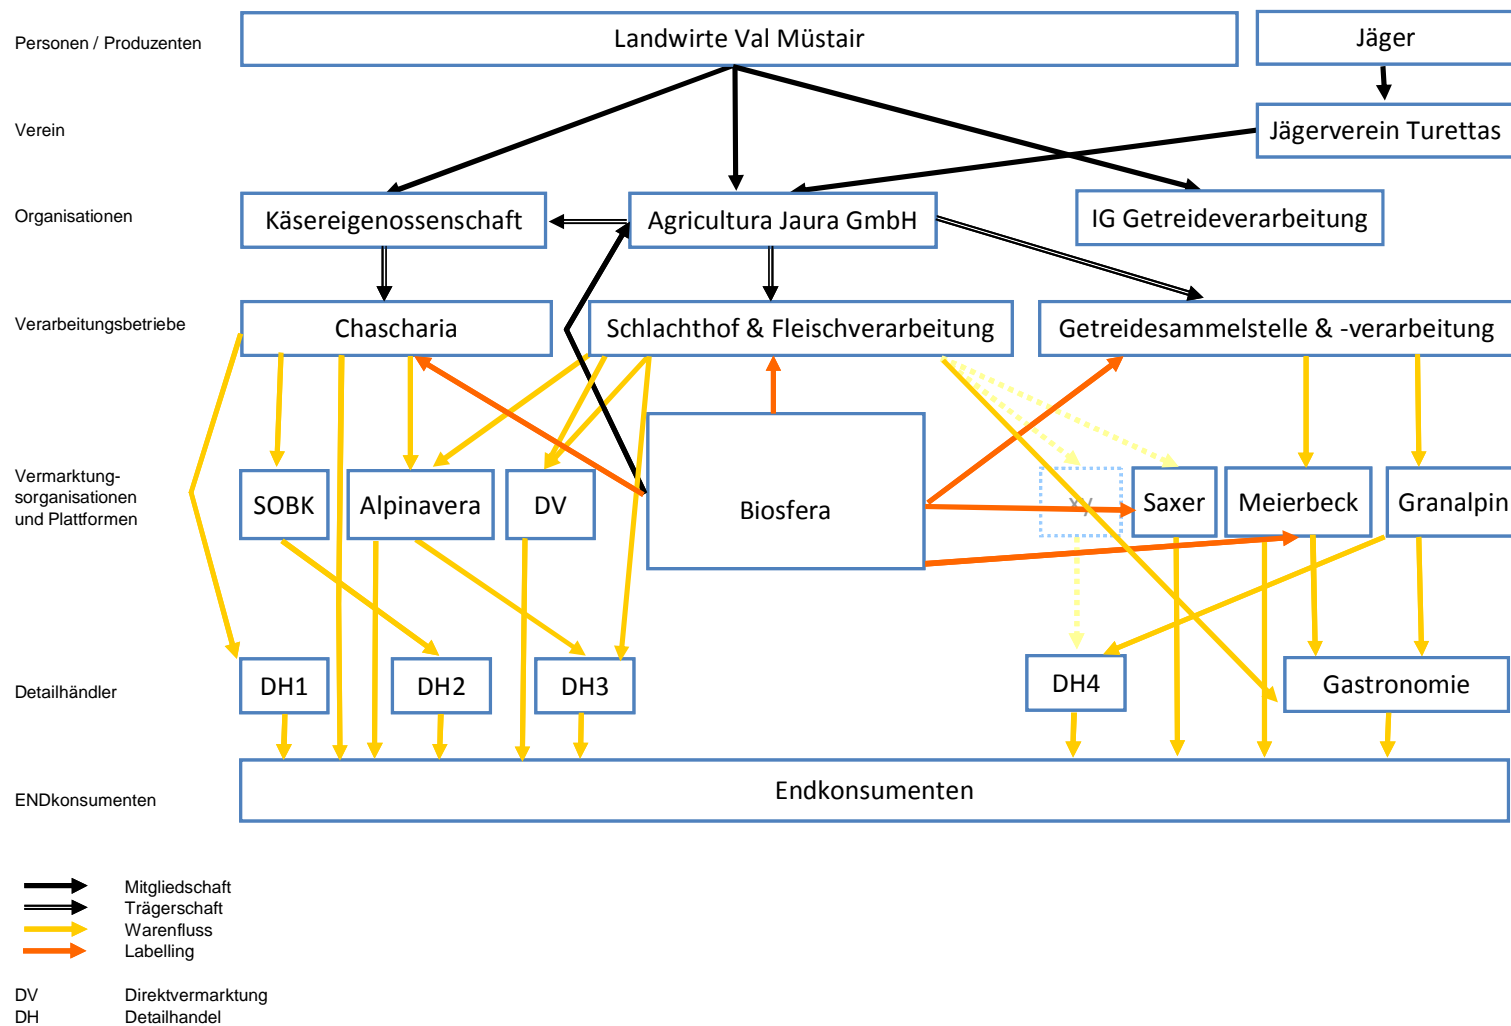 Personen / Produzenten
Landwirte Val Müstair
Jäger
Verein
Jägerverein Turettas
Organisationen
Käsereigenossenschaft
Agricultura Jaura GmbH
IG Getreideverarbeitung
Verarbeitungsbetriebe
Chascharia
Schlachthof & Fleischverarbeitung
Getreidesammelstelle & -verarbeitung
Vermarktung-
sorganisationen
und Plattformen
SOBK
Alpinavera
DV
Biosfera
xy
Saxer
Meierbeck
Granalpin
Detailhändler
DH1
DH2
DH3
DH4
Gastronomie
ENDkonsumenten
Endkonsumenten
Mitgliedschaft
Trägerschaft
Warenfluss
Labelling
DV Direktvermarktung
DH Detailhandel